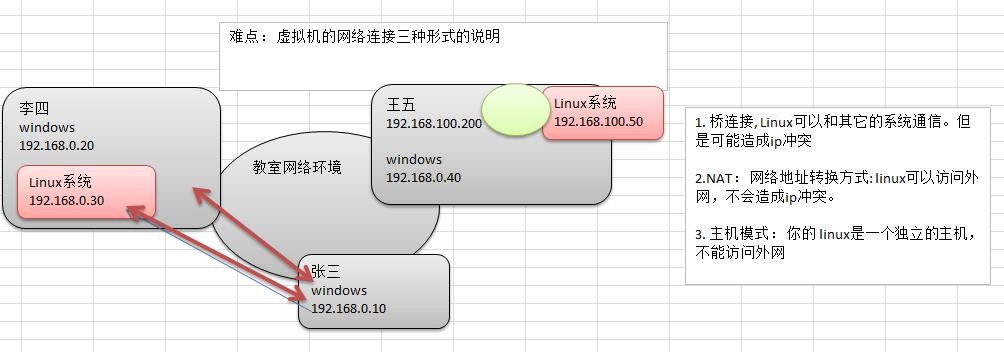 难点：虚拟机的网络连接三种形式的说明
李四
windows
192.168.0.20
Linux系统
192.168.0.30
教室网络环境
王五
192.168.100.200
windows
192.168.0.40
Linux系统
192.168.100.50
张三
windows
192.168.0.10
1. 桥连接,Linux可以和其它的系统通信。但
是可能造成ip冲突
2.NAT：网络地址转换方式:linux可以访问外
网，不会造成ip冲突。
3. 主机模式：你的linux是一个独立的主机，
不能访问外网